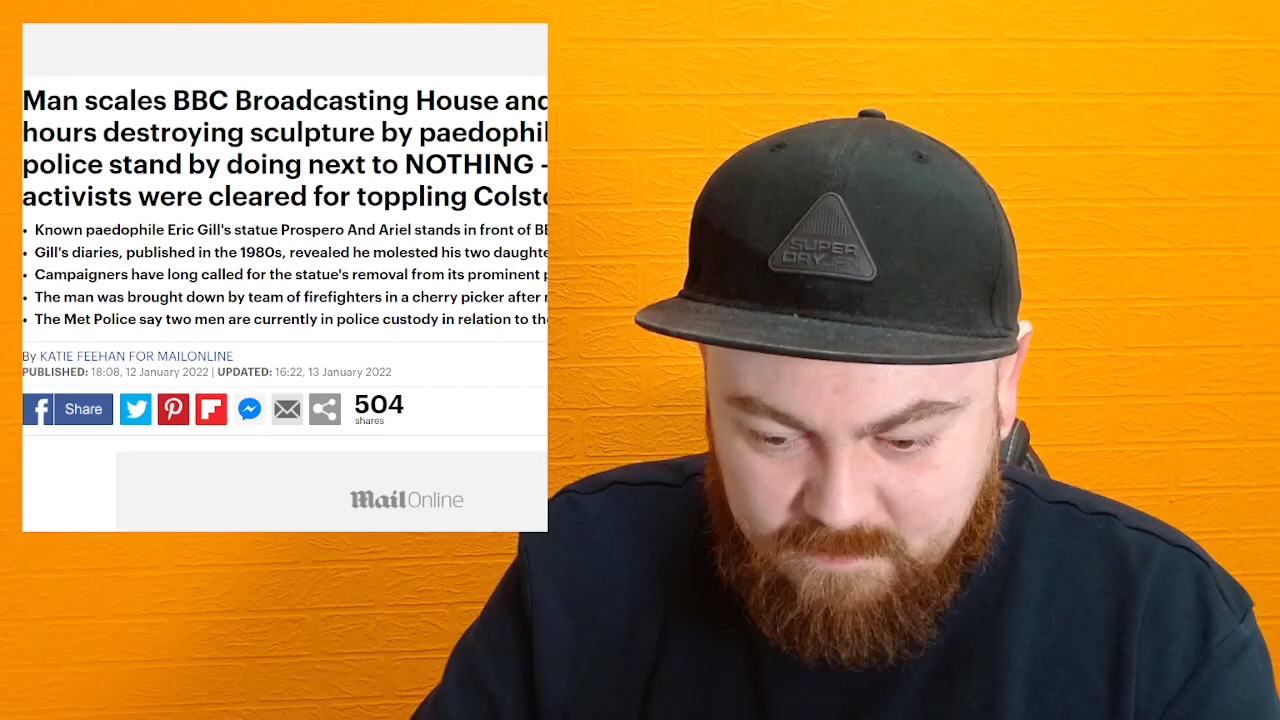 Man scales BBC Broadcasting House and
hours destroying sculpture by paedophil
police stand by doing next to NOTHING -
activists were cleared for toppling Colsto
• Known paedophile Eric Gill's statue Prospero And Ariel stands in front of BB
• Gill's diaries, published in the 1980s, revealed he molested his two daughte
• Campaigners have long called for the statue's removal from its prominent p
• The man was brought down by team of firefighters in a cherry picker after
• The Met Police say two men are currently in police custody in relation to the
By KATIE FEEHAN FOR MAILONLINE
PUBLISHED: 18:08, 12 January 2022 | UPDATED: 16:22, 13 January 2022
Share
504
shares
Mail Online
SUPER
DRY